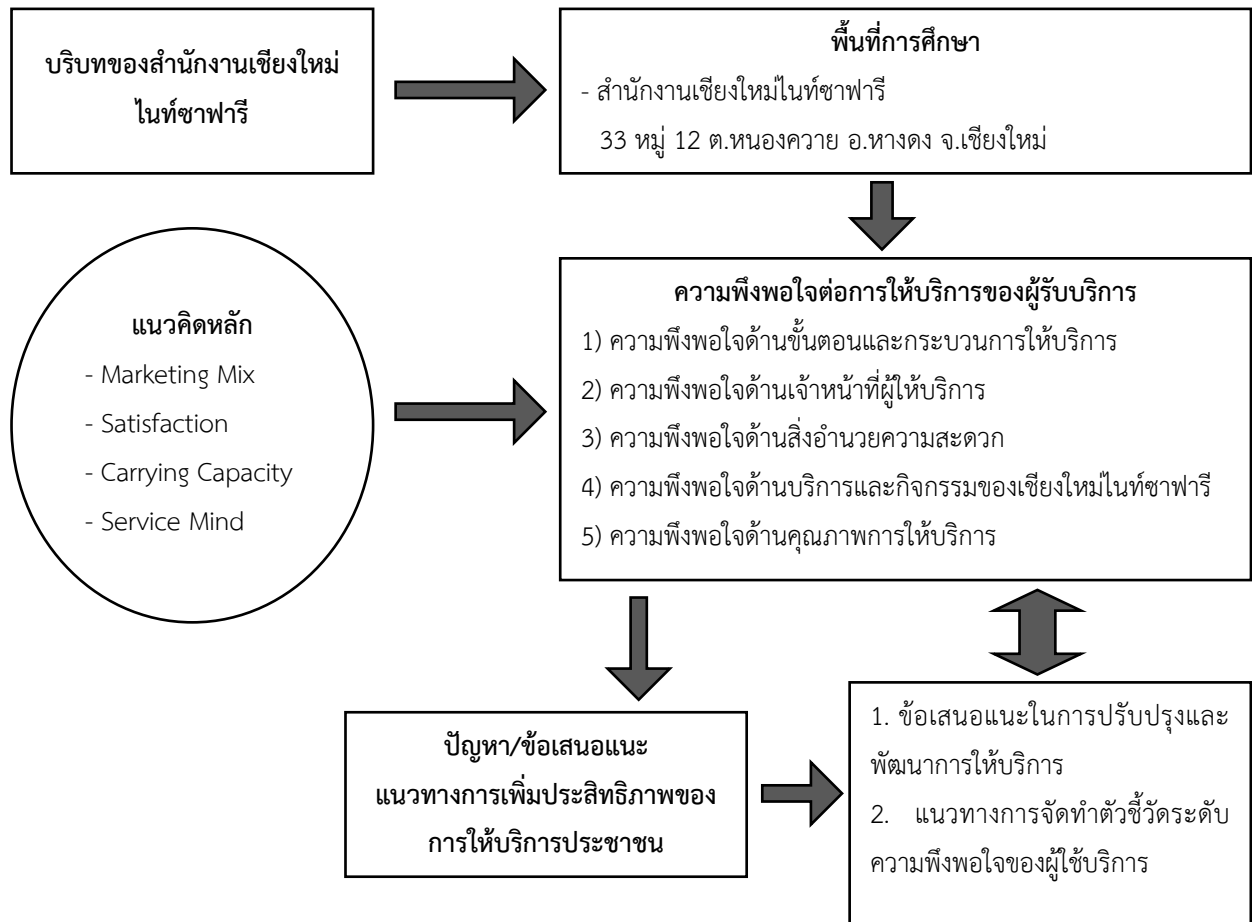 บริบทของสำนักงานเชียงใหม่
ไนท์ซาฟารี
พื้นที่การศึกษา
- สำนักงานเชียงใหม่ไนท์ซาฟารี
33 หมู่ 12 ต.หนองควาย อ.หางดง จ.เชียงใหม่
แนวคิดหลัก
- Marketing Mix
- Satisfaction
- Carrying Capacity
- Service Mind
ความพึงพอใจต่อการให้บริการของผู้รับบริการ
1) ความพึงพอใจด้านขั้นตอนและกระบวนการให้บริการ
2) ความพึงพอใจด้านเจ้าหน้าที่ผู้ให้บริการ
3) ความพึงพอใจด้านสิ่งอำนวยความสะดวก
4) ความพึงพอใจด้านบริการและกิจกรรมของเชียงใหม่ไนท์ซาฟารี
5) ความพึงพอใจด้านคุณภาพการให้บริการ
ปัญหา/ข้อเสนอแนะ
แนวทางการเพิ่มประสิทธิภาพของ
การให้บริการประชาชน
1. ข้อเสนอแนะในการปรับปรุงและ
พัฒนาการให้บริการ
2. แนวทางการจัดทำตัวชี้วัดระดับ
ความพึงพอใจของผู้ใช้บริการ